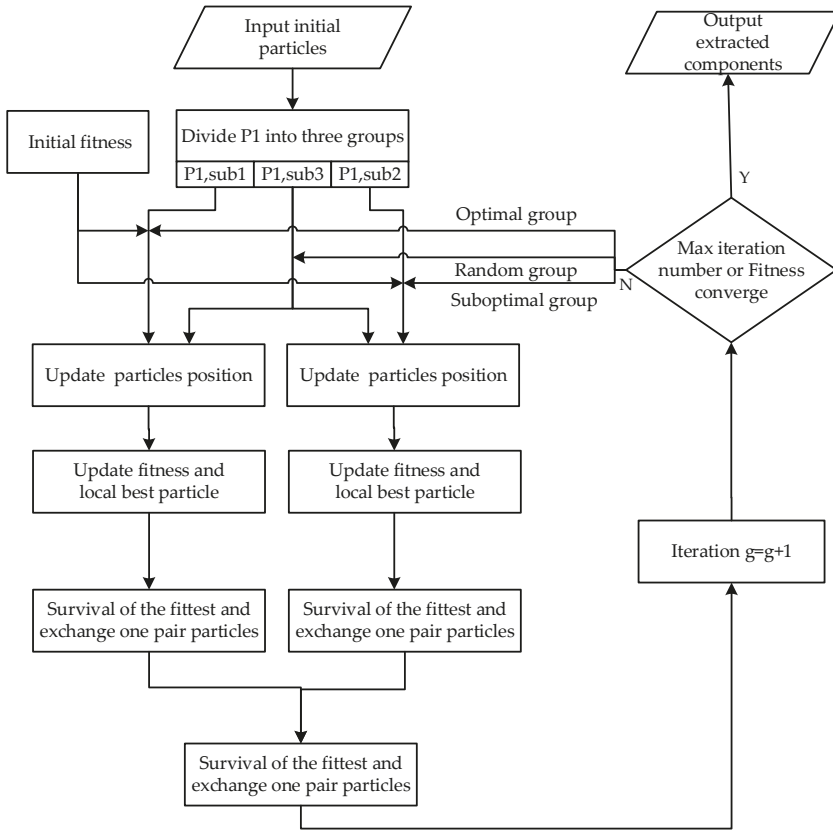 Input initial
particles
Output
extracted
components
Initial fitness
Divide P1 into three groups
P1,sub1
P1,sub3
P1,sub2
Y
Optimal group
Max iteration
number or Fitness
converge
Random group
N
Suboptimal group
Update particles position
Update particles position
Update fitness and
local best particle
Update fitness and
local best particle
Iteration g=g+1
Survival of the fittest and
exchange one pair particles
Survival of the fittest and
exchange one pair particles
Survival of the fittest and
exchange one pair particles